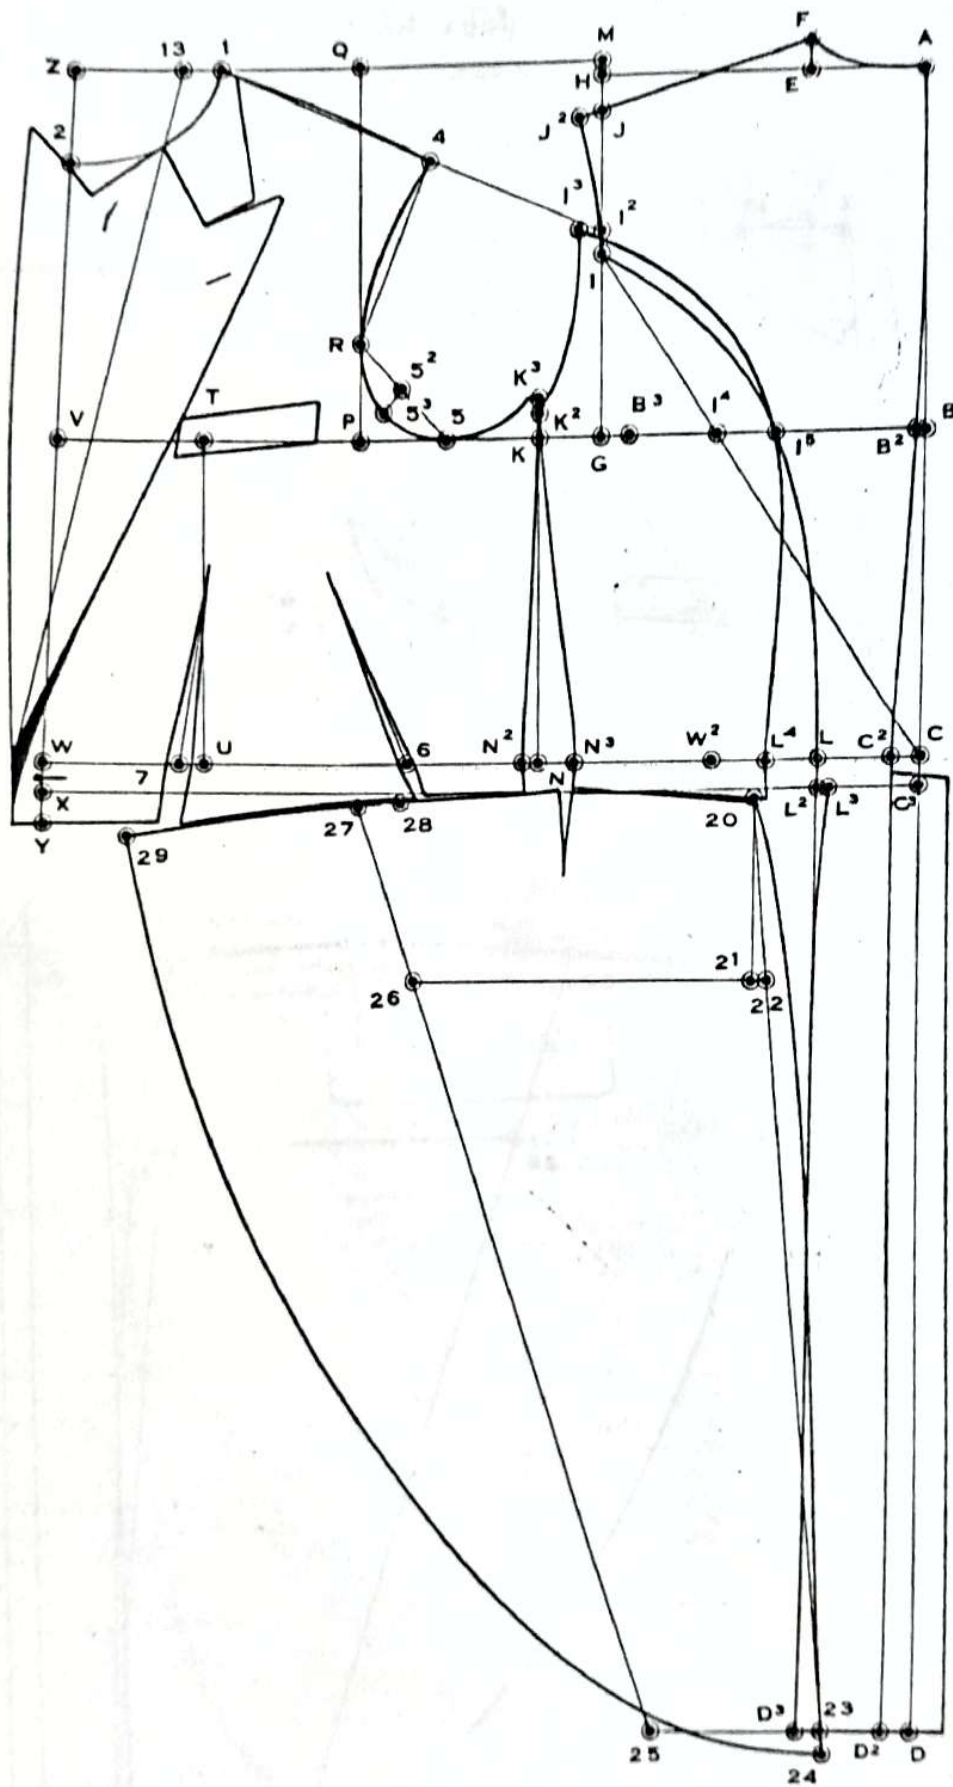 Z 13 1 Q M H F E A
2 4 J² J
I³ I² I
R 5² K³
V T P 5³ 5 K² K G B³ I⁴ I⁵ B² B
W 7 U 6 N² N N³ W² L⁴ L C² C
X 27 28 20 L² L³ C³
Y 29
26 21 22
D³ 23
25 24 D² D